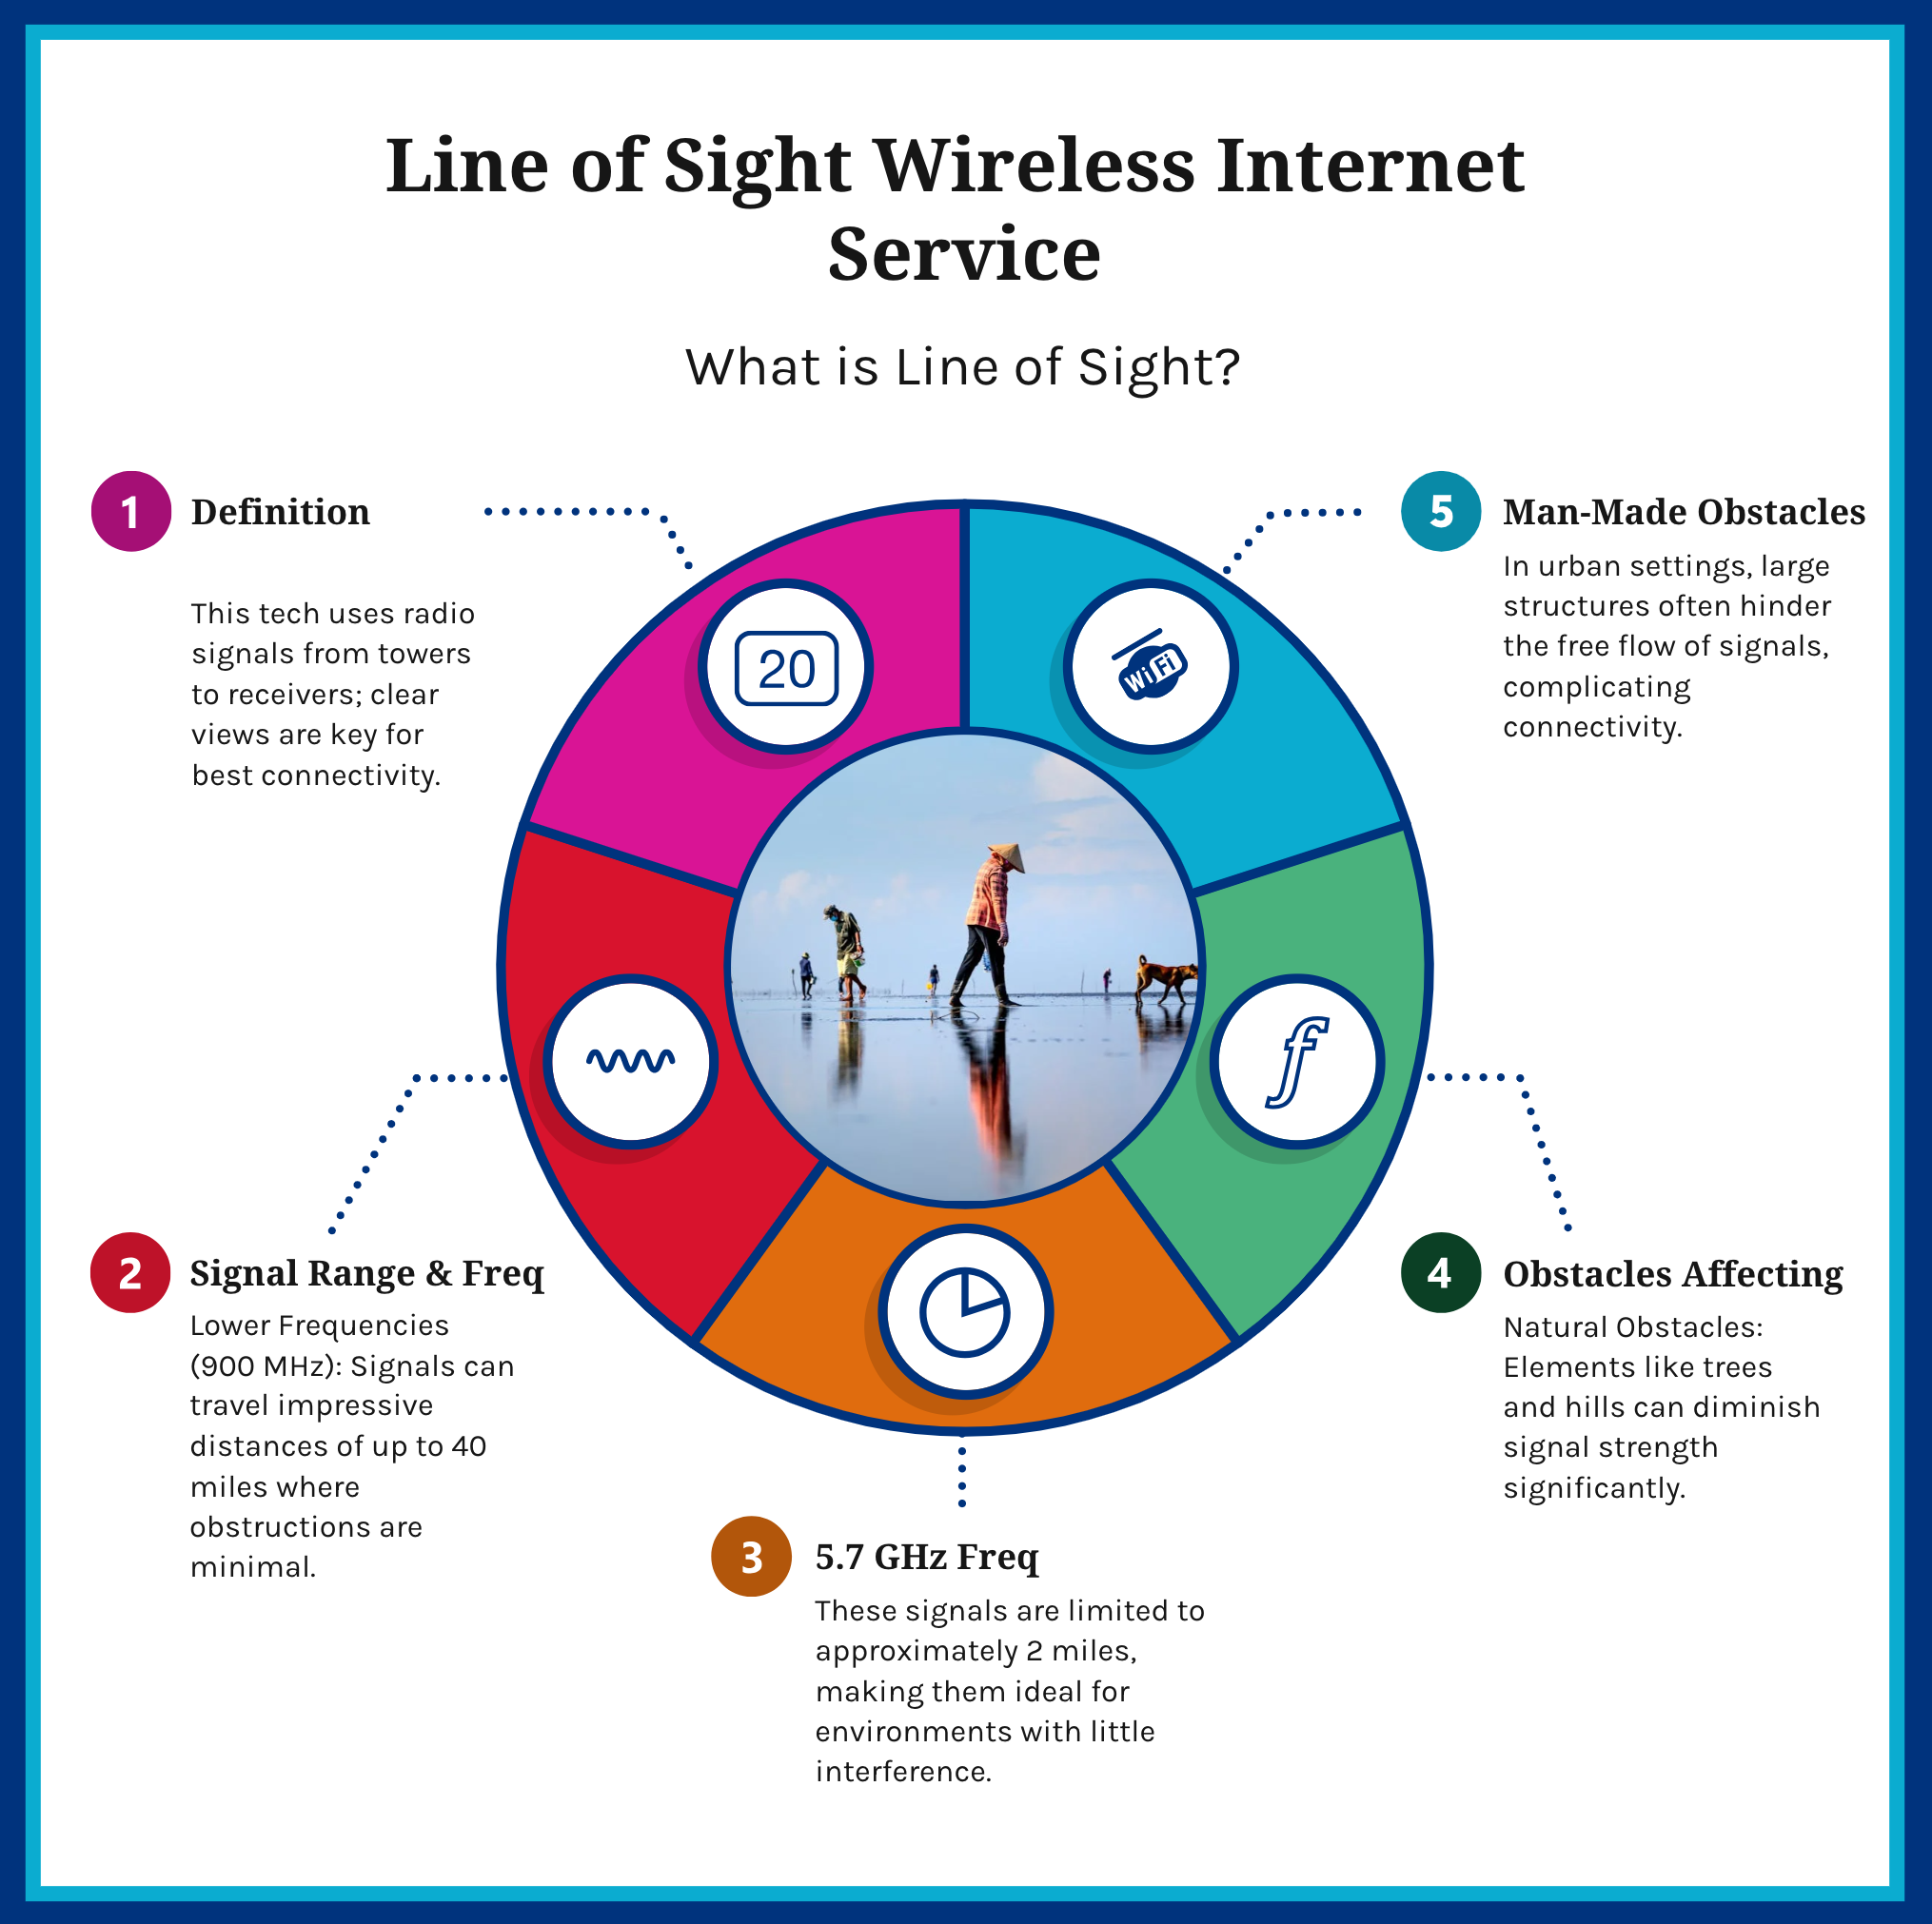 Line of Sight Wireless Internet
Service
What is Line of Sight?
1
Definition
This tech uses radio
signals from towers
to receivers; clear
views are key for
best connectivity.
20
WiFi
5
Man-Made Obstacles
In urban settings, large
structures often hinder
the free flow of signals,
complicating
connectivity.
f
2
Signal Range & Freq
Lower Frequencies
(900 MHz): Signals can
travel impressive
distances of up to 40
miles where
obstructions are
minimal.
3
5.7 GHz Freq
These signals are limited to
approximately 2 miles,
making them ideal for
environments with little
interference.
4
Obstacles Affecting
Natural Obstacles:
Elements like trees
and hills can diminish
signal strength
significantly.